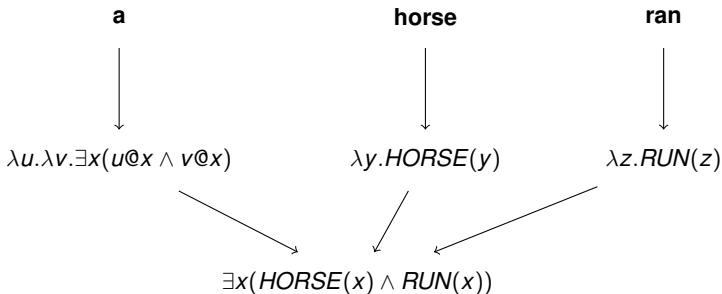 a horse ran
λu.λv.∃x(u@x ∧ v@x) λy.HORSE(y) λz.RUN(z)
∃x(HORSE(x) ∧ RUN(x))